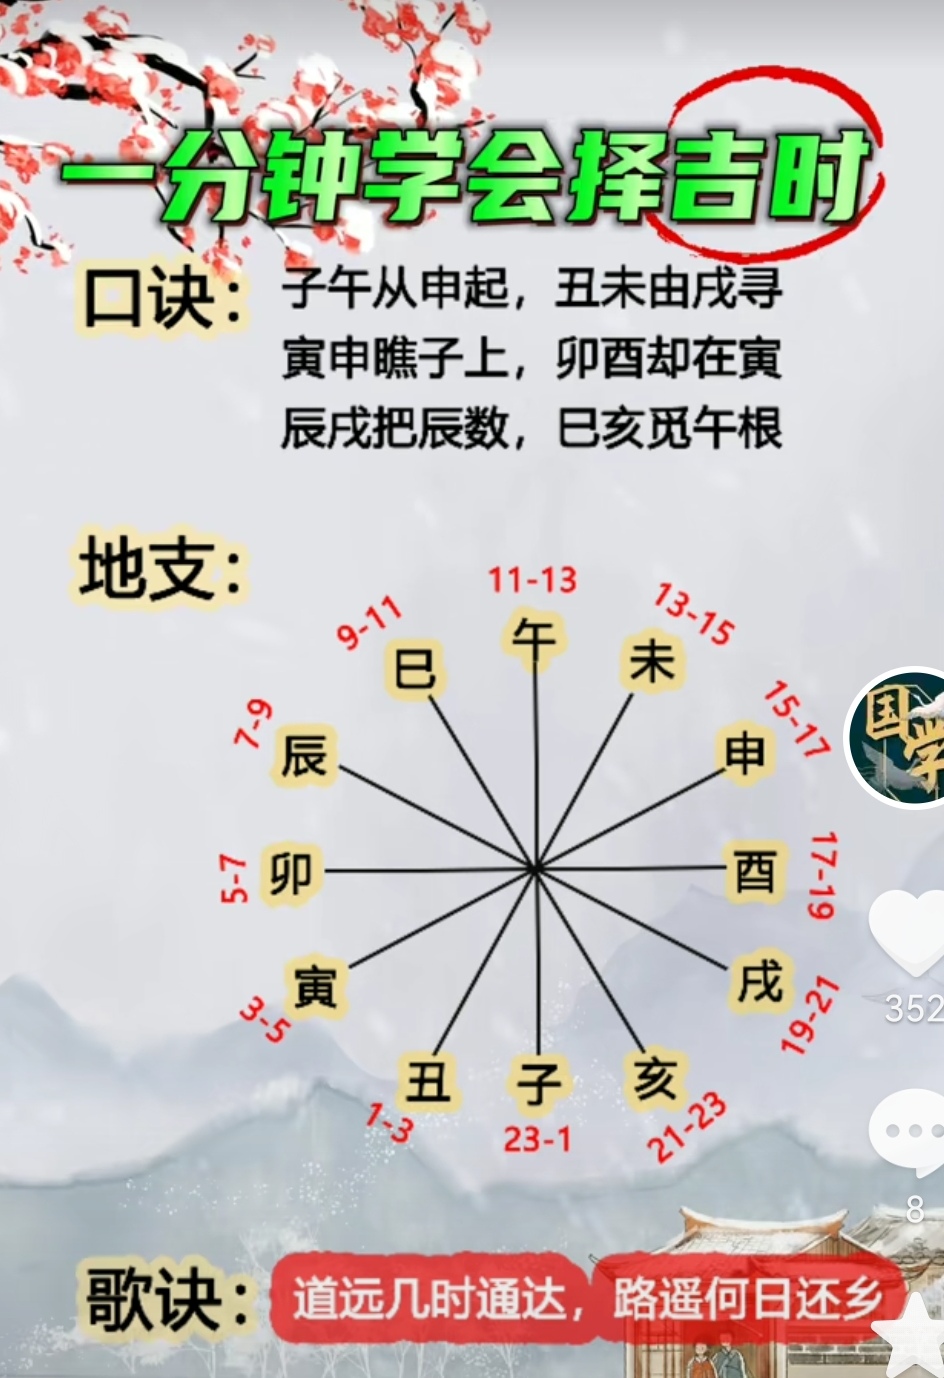 一分钟学会择吉时
口诀：子午从申起，丑未由戌寻
寅申瞧子上，卯酉却在寅
辰戌把辰数，巳亥觅午根
地支：
11-13
午
9-11
巳
13-15
未
7-9
辰
15-17
申
5-7
卯
17-19
酉
3-5
寅
19-21
戌
1-3
丑
23-1
子
21-23
亥
国学
352
8
歌诀：道远几时通达，路遥何日还乡